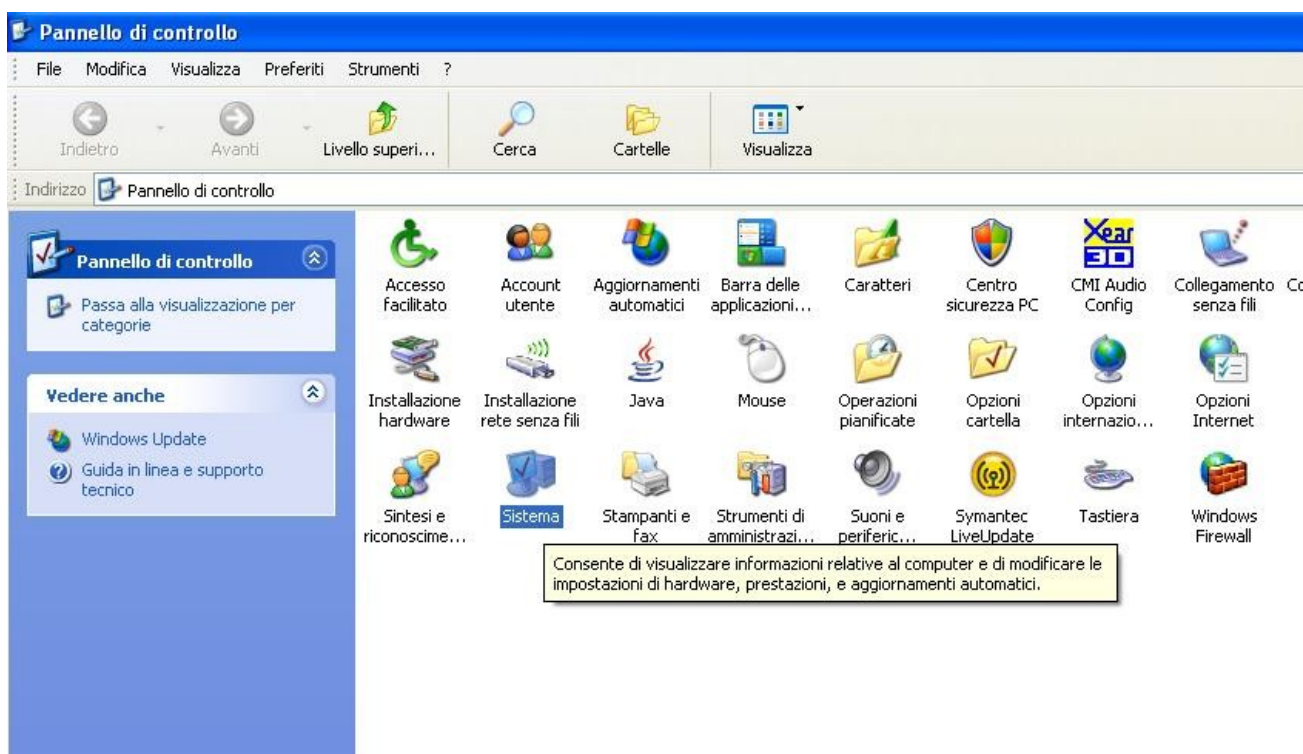 Pannello di controllo
File Modifica Visualizza Preferiti Strumenti ?
Indietro Avanti Livello superi... Cerca Cartelle Visualizza
Indirizzo Pannello di controllo
Pannello di controllo
Passa alla visualizzazione per
categorie
Vedere anche
Windows Update
Guida in linea e supporto
tecnico
Xear
3D
Accesso Account Aggiornamenti Barra delle Caratteri Centro CMI Audio Collegamento Co
facilitato utente automatici applicazioni... sicurezza PC Config senza fili
Installazione Installazione Java Mouse Operazioni Opzioni Opzioni Opzioni
hardware rete senza fili pianificate cartella internazio... Internet
Sintesi e Sistema Stampanti e Strumenti di Suoni e Symantec Tastiera Windows
riconoscime... fax amministrazi... periferic... LiveUpdate Firewall
Consente di visualizzare informazioni relative al computer e di modificare le
impostazioni di hardware, prestazioni, e aggiornamenti automatici.